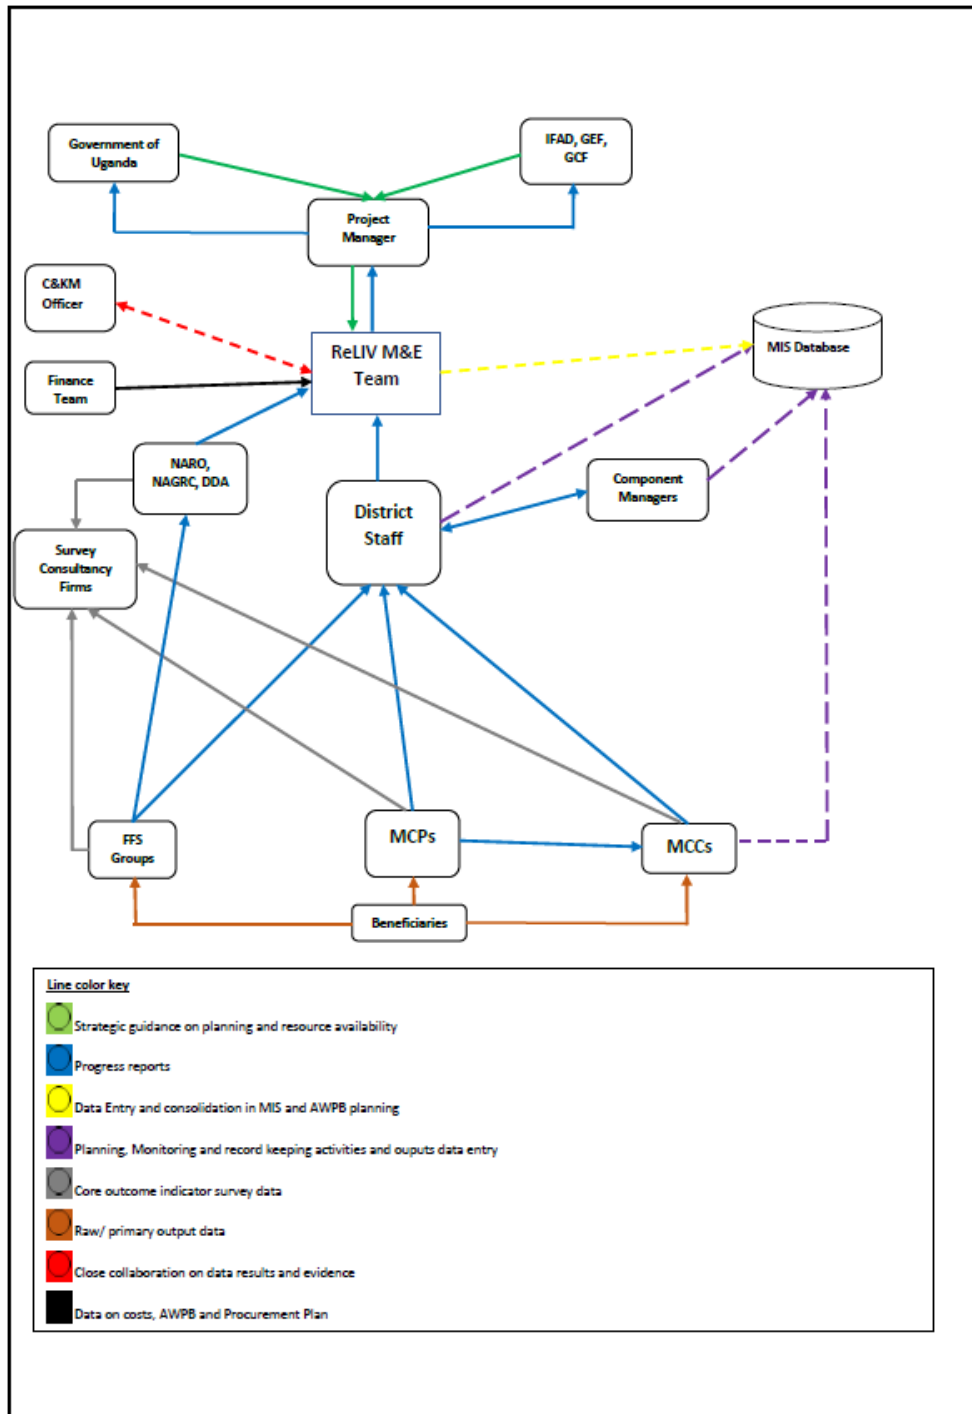 Government of
Uganda
IFAD, GEF,
GCF
Project
Manager
C&KM
Officer
ReLIV M&E
Team
MIS Database
Finance
Team
NARO,
NAGRC, DDA
District
Staff
Component
Managers
Survey
Consultancy
Firms
FFS
Groups
MCPs
MCCs
Beneficiaries
Line color key
Strategic guidance on planning and resource availability
Progress reports
Data Entry and consolidation in MIS and AWPB planning
Planning, Monitoring and record keeping activities and ouputs data entry
Core outcome indicator survey data
Raw/ primary output data
Close collaboration on data results and evidence
Data on costs, AWPB and Procurement Plan